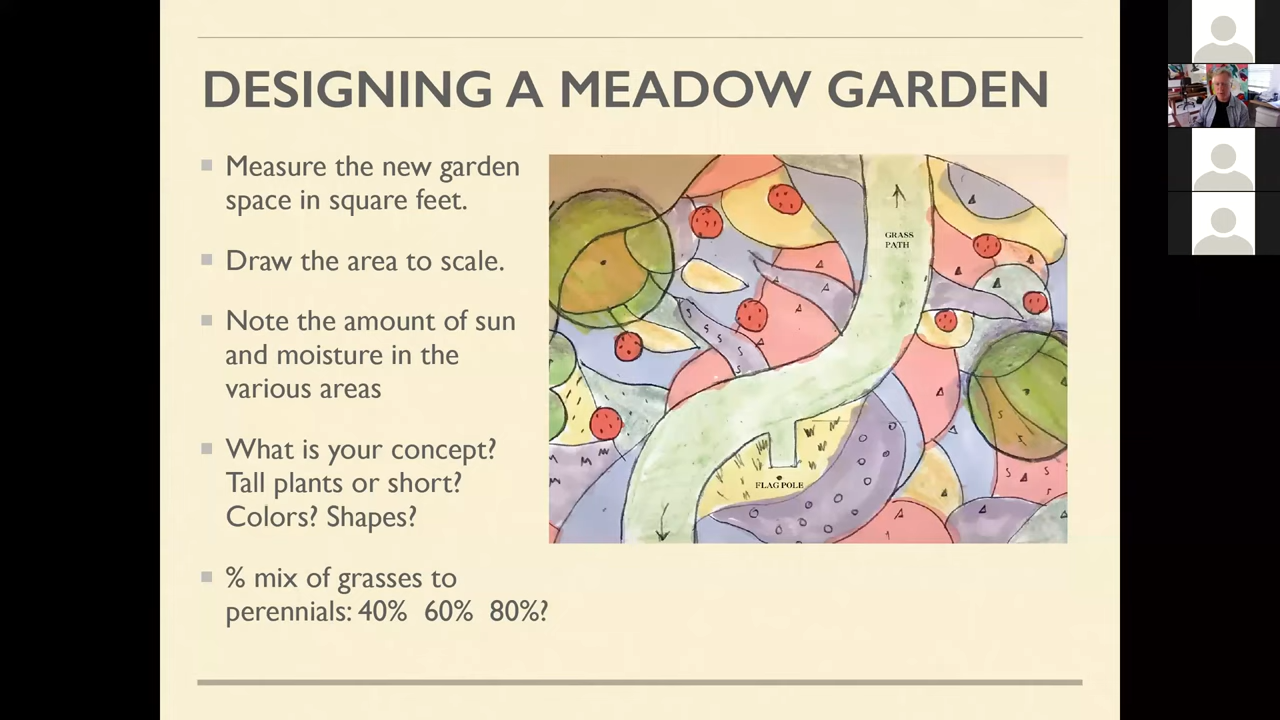 DESIGNING A MEADOW GARDEN
Measure the new garden
space in square feet.
Draw the area to scale.
Note the amount of sun
and moisture in the
various areas
What is your concept?
Tall plants or short?
Colors? Shapes?
% mix of grasses to
perennials: 40% 60% 80%?
GRASS
PATH
FLAG POLE